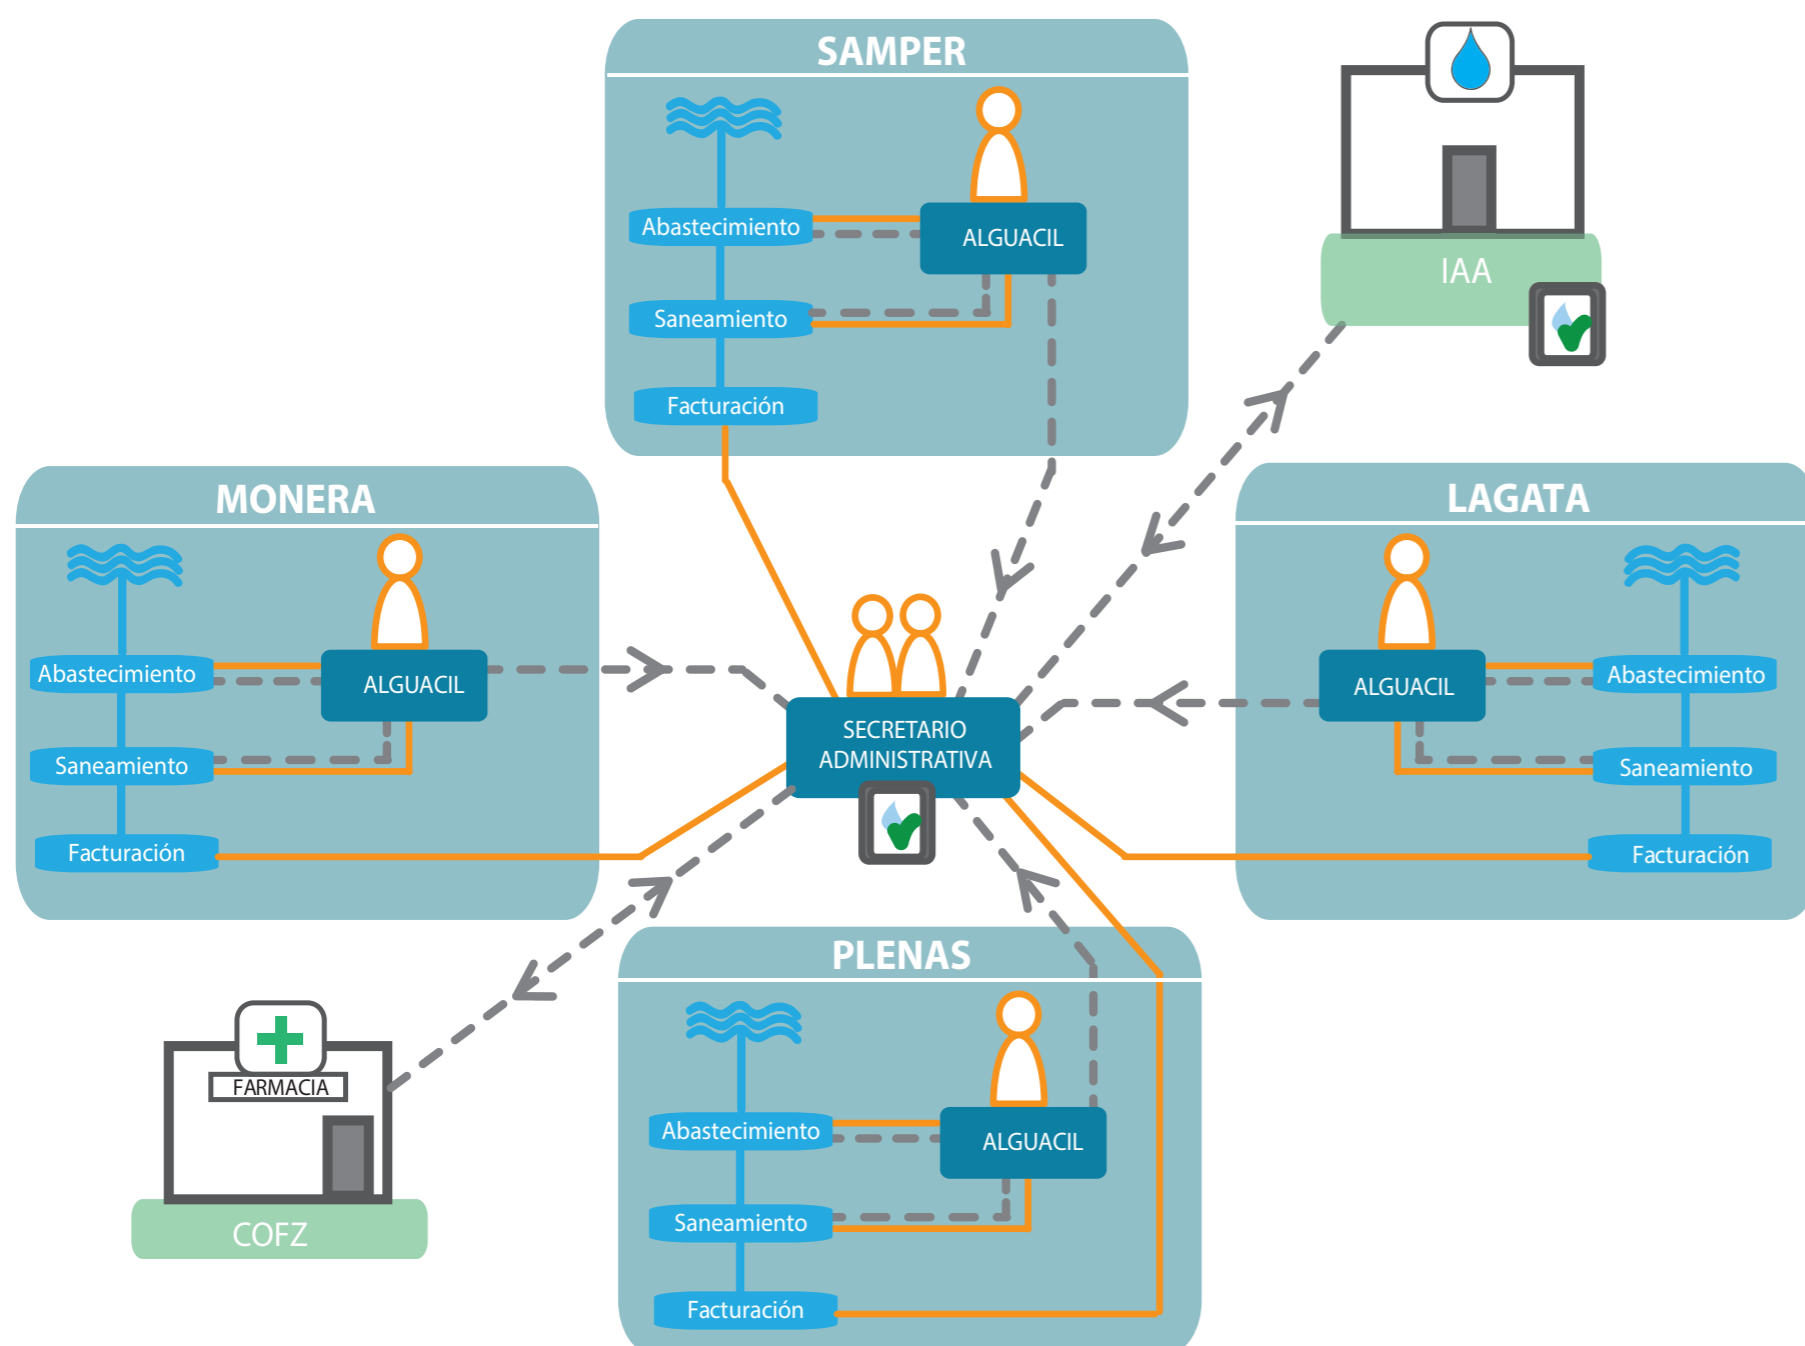 SAMPER
Abastecimiento
ALGUACIL
Saneamiento
Facturación
IAA
MONERA
Abastecimiento
ALGUACIL
Saneamiento
Facturación
LAGATA
ALGUACIL
Abastecimiento
Saneamiento
Facturación
SECRETARIO
ADMINISTRATIVA
PLENAS
Abastecimiento
ALGUACIL
Saneamiento
Facturación
FARMACIA
COFZ